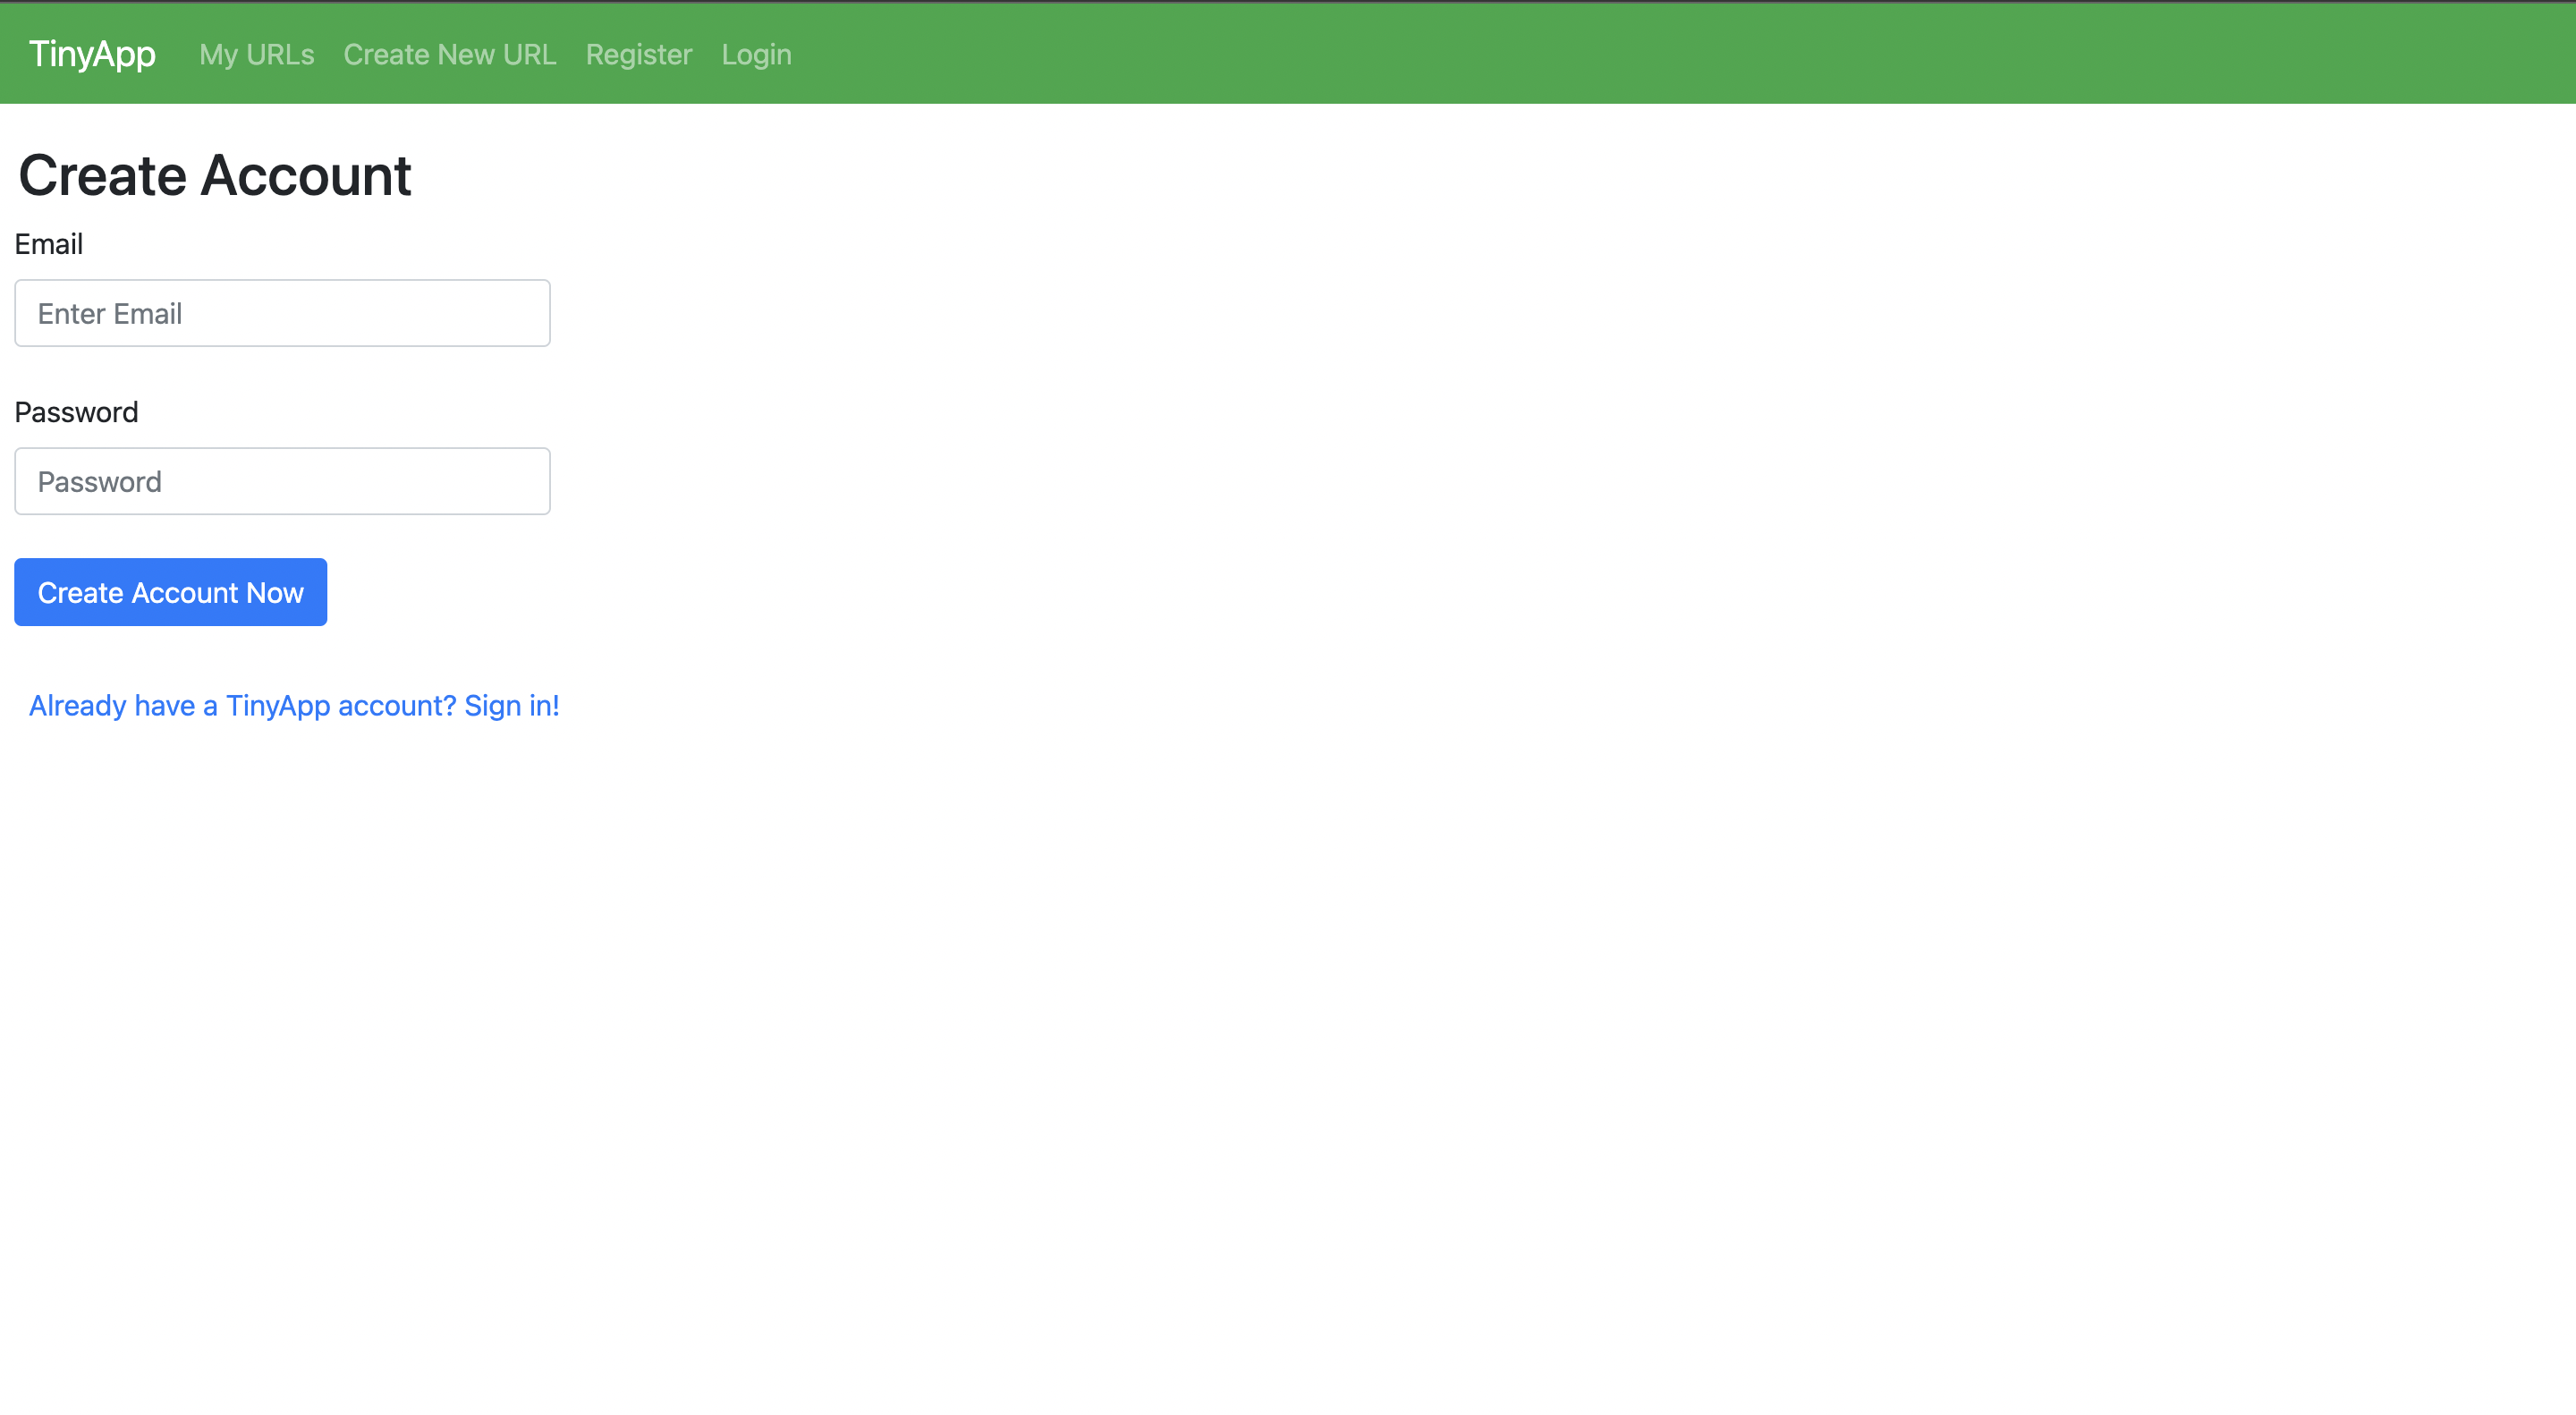 TinyApp My URLs Create New URL Register Login
Create Account
Email
Enter Email
Password
Password
Create Account Now
Already have a TinyApp account? Sign in!